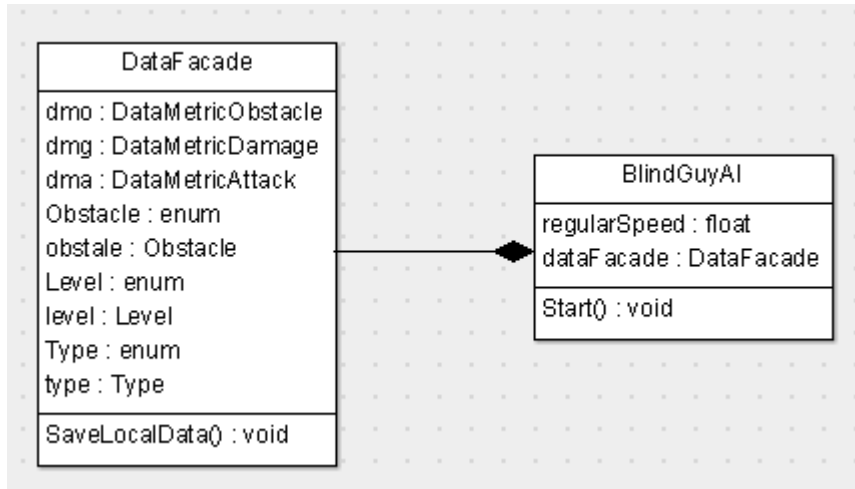 DataFacade
dmo : DataMetricObstacle
dmg : DataMetricDamage
dma : DataMetricAttack
Obstacle : enum
obstale : Obstacle
Level : enum
level : Level
Type : enum
type : Type
SaveLocalData() : void
BlindGuyAI
regularSpeed : float
dataFacade : DataFacade
Start() : void